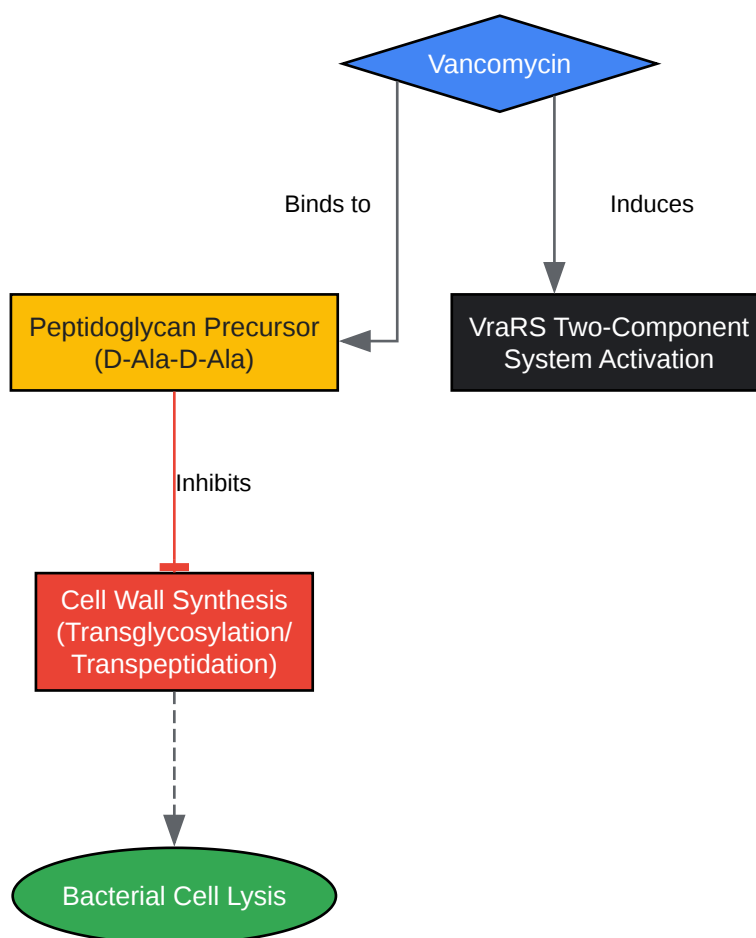 Vancomycin
Binds to
Induces
Peptidoglycan Precursor
(D-Ala-D-Ala)
VraRS Two-Component
System Activation
Inhibits
Cell Wall Synthesis
(Transglycosylation/
Transpeptidation)
Bacterial Cell Lysis